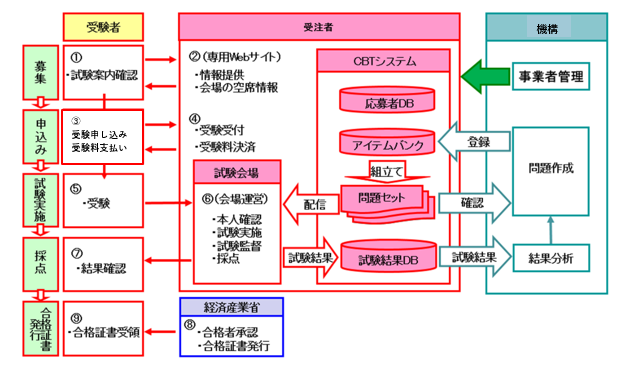 受験者
受注者
機構
募集
①
・試験案内確認
②（専用Webサイト）
・情報提供
・会場の空席情報
CBTシステム
応募者DB
事業者管理
申込み
③
受験申し込み
受験料支払い
④
・受験受付
・受験料決済
アイテムバンク
登録
問題作成
組立て
試験実施
⑤
・受験
試験会場
⑥（会場運営）
・本人確認
・試験実施
・試験監督
・採点
配信
問題セット
確認
採点
⑦
・結果確認
試験結果
試験結果DB
試験結果
結果分析
合格証書発行
⑨
・合格証書受領
経済産業省
⑧
・合格者承認
・合格証書発行